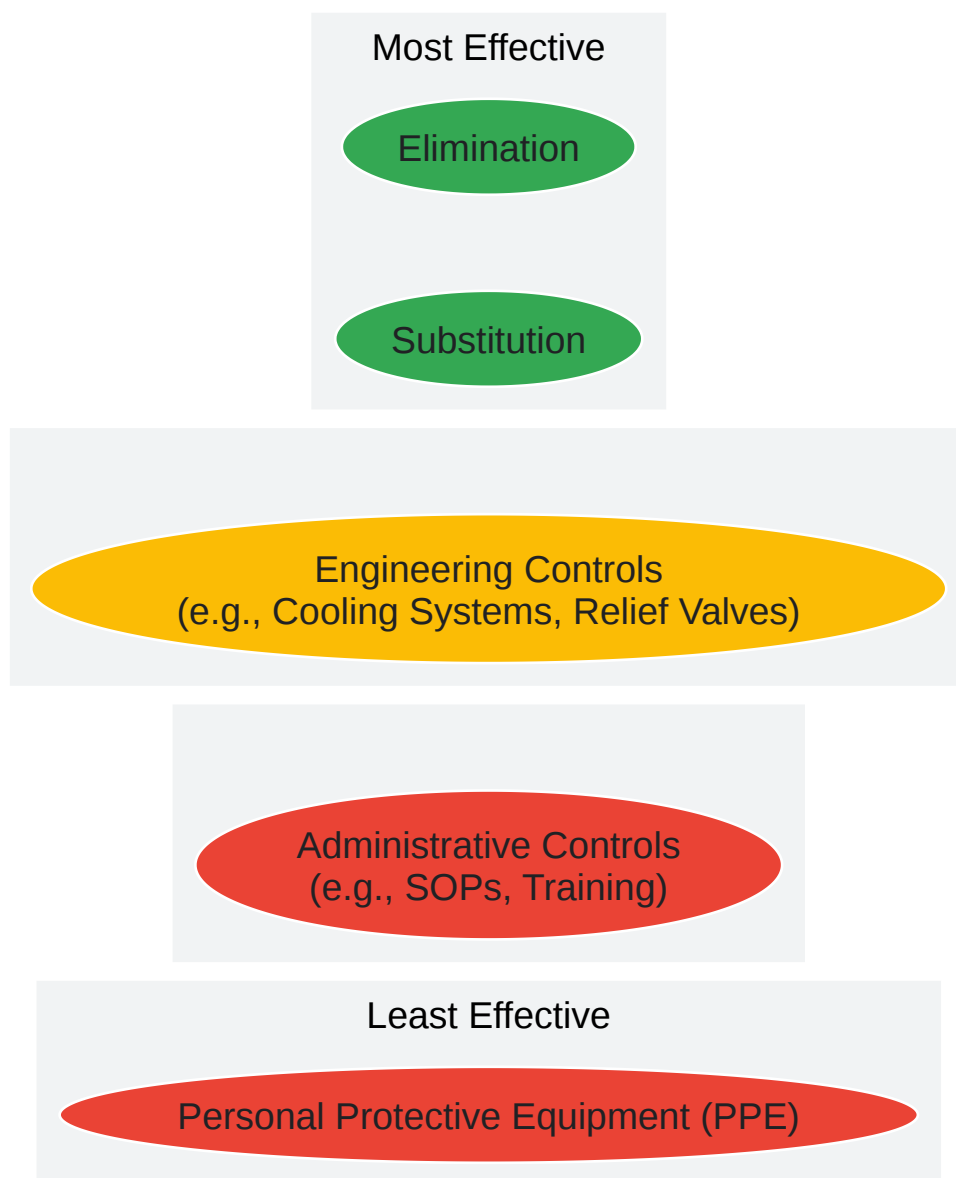 Most Effective
Elimination
Substitution
Engineering Controls
(e.g., Cooling Systems, Relief Valves)
Administrative Controls
(e.g., SOPs, Training)
Least Effective
Personal Protective Equipment (PPE)